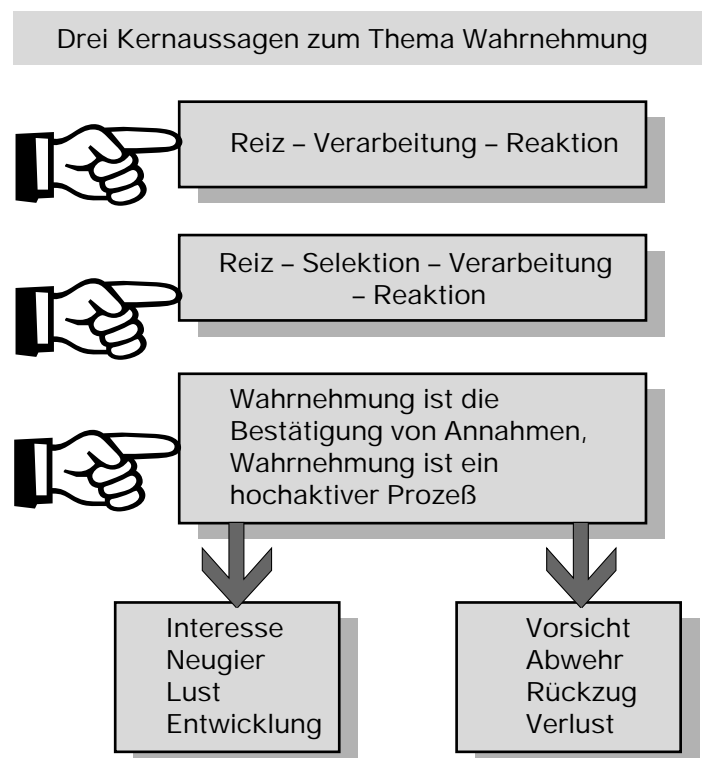 Drei Kernaussagen zum Thema Wahrnehmung
Reiz – Verarbeitung – Reaktion
Reiz – Selektion – Verarbeitung
– Reaktion
Wahrnehmung ist die
Bestätigung von Annahmen,
Wahrnehmung ist ein
hochaktiver Prozeß
Interesse
Neugier
Lust
Entwicklung
Vorsicht
Abwehr
Rückzug
Verlust